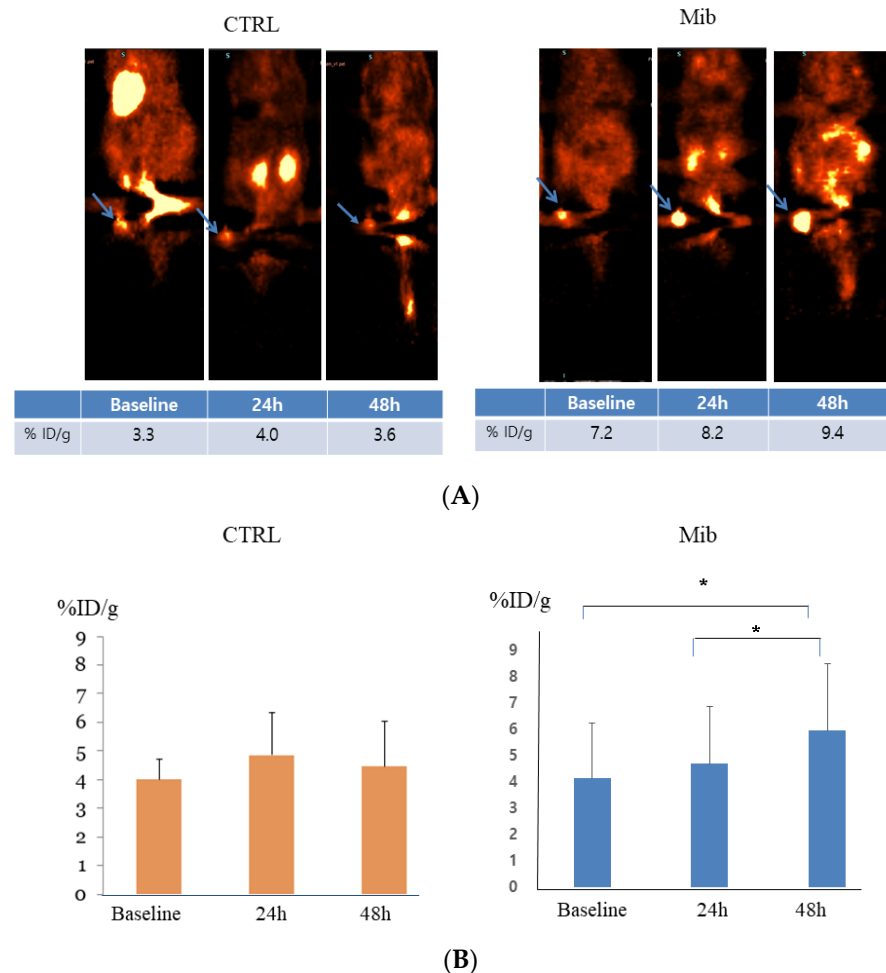 CTRL
Mib
S
S
S
S
S
S
Baseline 24h 48h
% ID/g 3.3 4.0 3.6
Baseline 24h 48h
% ID/g 7.2 8.2 9.4
(A)
CTRL
Mib
%ID/g
9
8
7
6
5
4
3
2
1
0
Baseline 24h 48h
%ID/g
*
*
9
8
7
6
5
4
3
2
1
0
Baseline 24h 48h
(B)